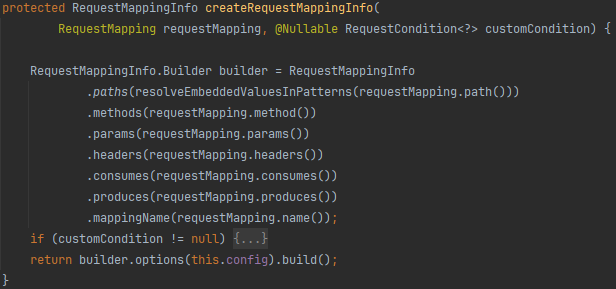 protected RequestMappingInfo createRequestMappingInfo(
        RequestMapping requestMapping, @Nullable RequestCondition<?> customCondition) {
    RequestMappingInfo.Builder builder = RequestMappingInfo
            .paths(resolveEmbeddedValuesInPatterns(requestMapping.path()))
            .methods(requestMapping.method())
            .params(requestMapping.params())
            .headers(requestMapping.headers())
            .consumes(requestMapping.consumes())
            .produces(requestMapping.produces())
            .mappingName(requestMapping.name());
    if (customCondition != null) {...}
    return builder.options(this.config).build();
}